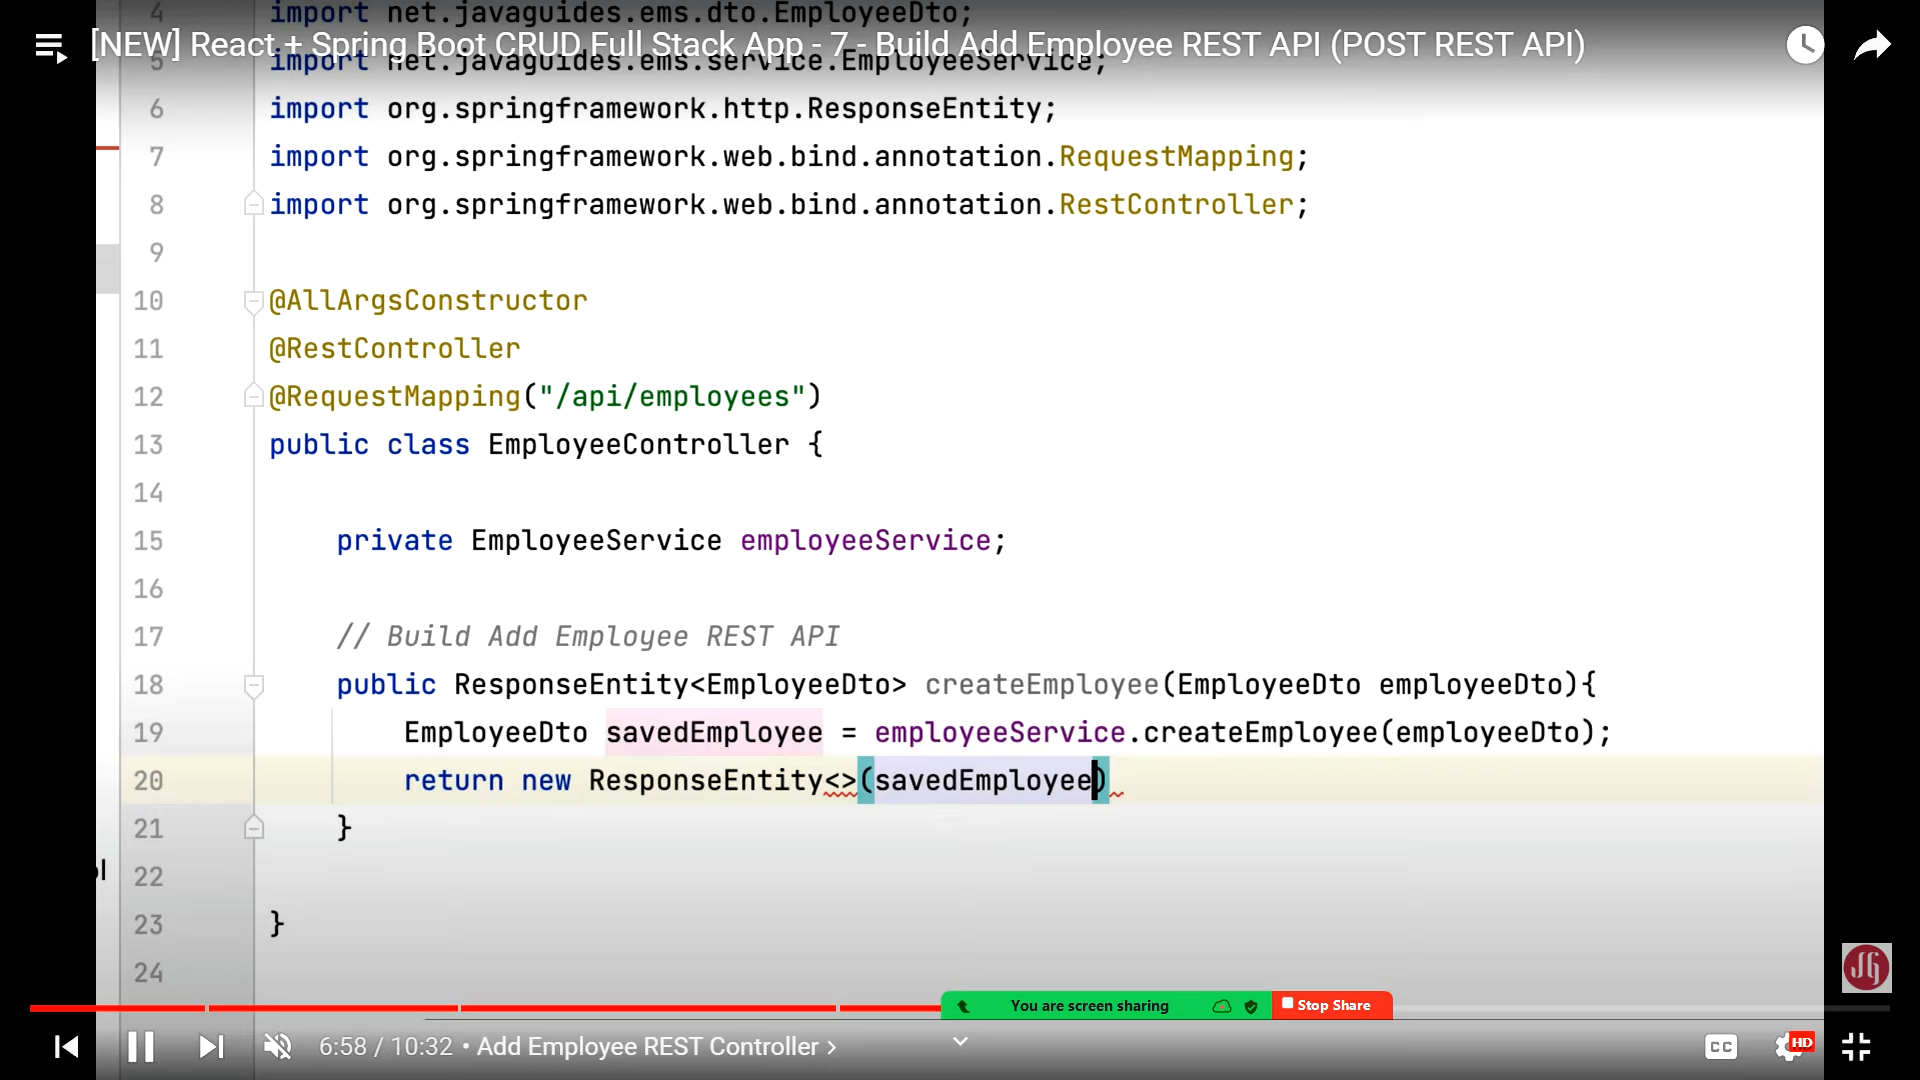 4 import net.javaguides.ems.dto.EmployeeDto;
[NEW] React + Spring Boot CRUD Full Stack App - 7 - Build Add Employee REST API (POST REST API)
5 import net.javaguides.ems.service.EmployeeService;
6 import org.springframework.http.ResponseEntity;
7 import org.springframework.web.bind.annotation.RequestMapping;
8 import org.springframework.web.bind.annotation.RestController;
9
10 @AllArgsConstructor
11 @RestController
12 @RequestMapping("/api/employees")
13 public class EmployeeController {
14
15 private EmployeeService employeeService;
16
17 // Build Add Employee REST API
18 public ResponseEntity<EmployeeDto> createEmployee(EmployeeDto employeeDto){
19 EmployeeDto savedEmployee = employeeService.createEmployee(employeeDto);
20 return new ResponseEntity<>(savedEmployee)
21 }
22
23 }
24
JG
You are screen sharing Stop Share
6:58 / 10:32 • Add Employee REST Controller › CC HD